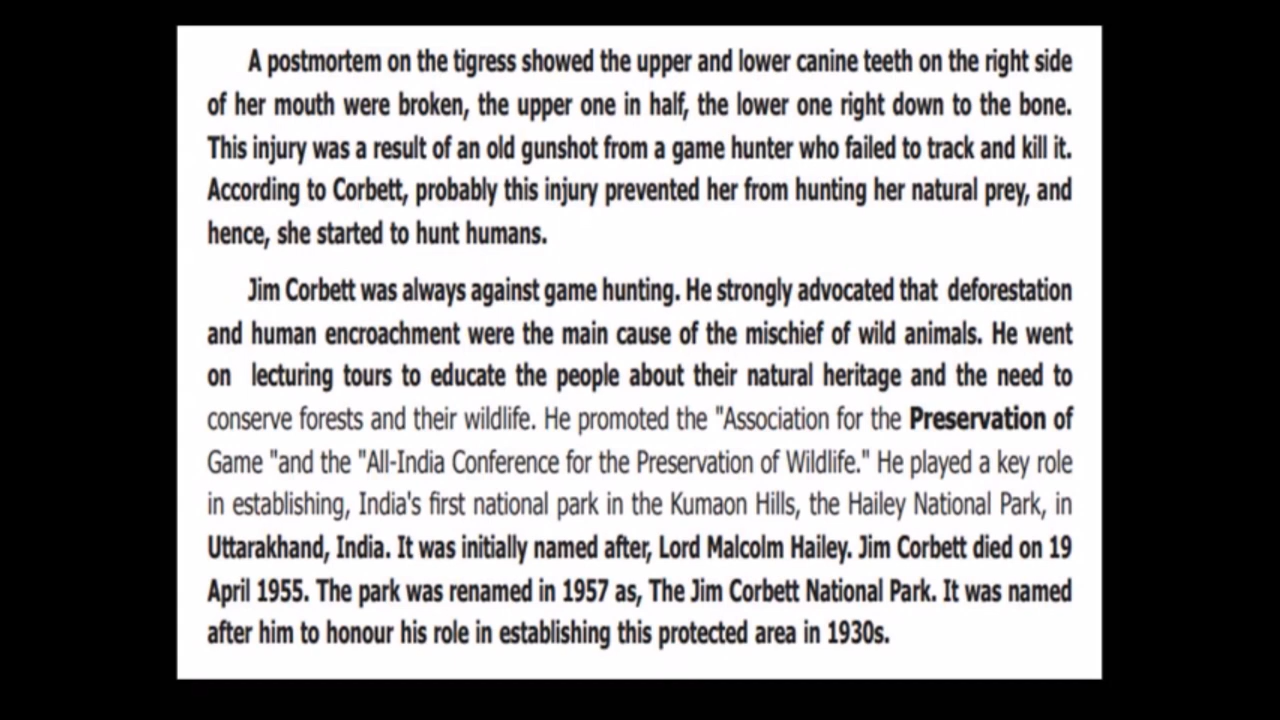 A postmortem on the tigress showed the upper and lower canine teeth on the right side
of her mouth were broken, the upper one in half, the lower one right down to the bone.
This injury was a result of an old gunshot from a game hunter who failed to track and kill it.
According to Corbett, probably this injury prevented her from hunting her natural prey, and
hence, she started to hunt humans.
Jim Corbett was always against game hunting. He strongly advocated that deforestation
and human encroachment were the main cause of the mischief of wild animals. He went
on lecturing tours to educate the people about their natural heritage and the need to
conserve forests and their wildlife. He promoted the "Association for the Preservation of
Game "and the "All-India Conference for the Preservation of Wildlife." He played a key role
in establishing, India's first national park in the Kumaon Hills, the Hailey National Park, in
Uttarakhand, India. It was initially named after, Lord Malcolm Hailey. Jim Corbett died on 19
April 1955. The park was renamed in 1957 as, The Jim Corbett National Park. It was named
after him to honour his role in establishing this protected area in 1930s.